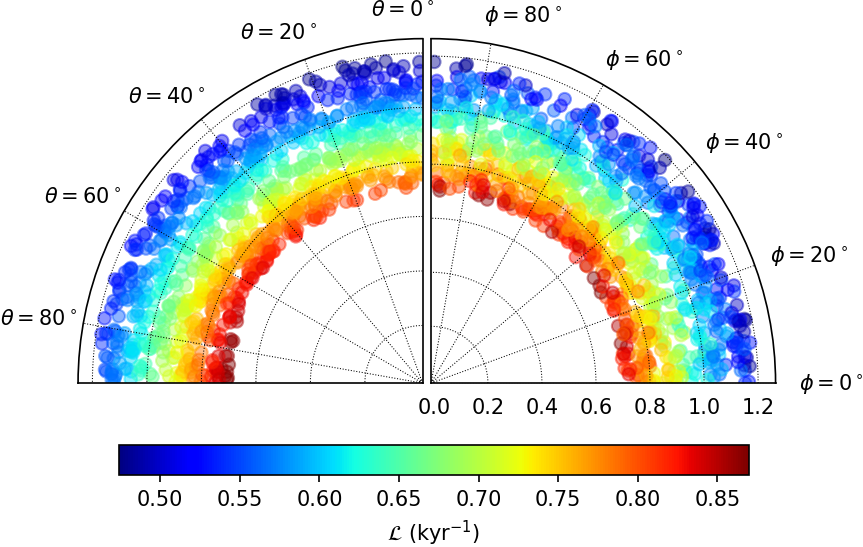 θ = 0°
ϕ = 80°
θ = 20°
ϕ = 60°
θ = 40°
ϕ = 40°
θ = 60°
ϕ = 20°
θ = 80°
ϕ = 0°
0.0 0.2 0.4 0.6 0.8 1.0 1.2
0.50 0.55 0.60 0.65 0.70 0.75 0.80 0.85
ℒ (kyr⁻¹)